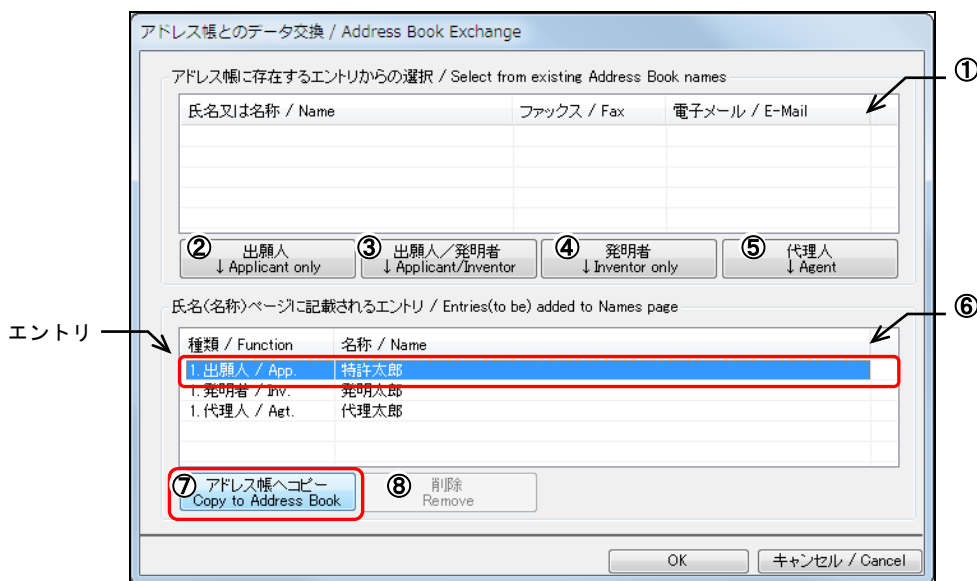 アドレス帳とのデータ交換 / Address Book Exchange
アドレス帳に存在するエントリからの選択 / Select from existing Address Book names
①
氏名又は名称 / Name ファックス / Fax 電子メール / E-Mail
② 出願人 ③ 出願人／発明者 ④ 発明者 ⑤ 代理人
↓Applicant only ↓Applicant/Inventor ↓Inventor only ↓Agent
氏名(名称)ページに記載されるエントリ / Entries(to be) added to Names page
⑥
エントリ
種類 / Function 名称 / Name
1.出願人 / App. 特許太郎
1.発明者 / Inv. 発明太郎
1.代理人 / Agt. 代理太郎
⑦ アドレス帳へコピー ⑧ 削除
Copy to Address Book Remove
OK キャンセル / Cancel